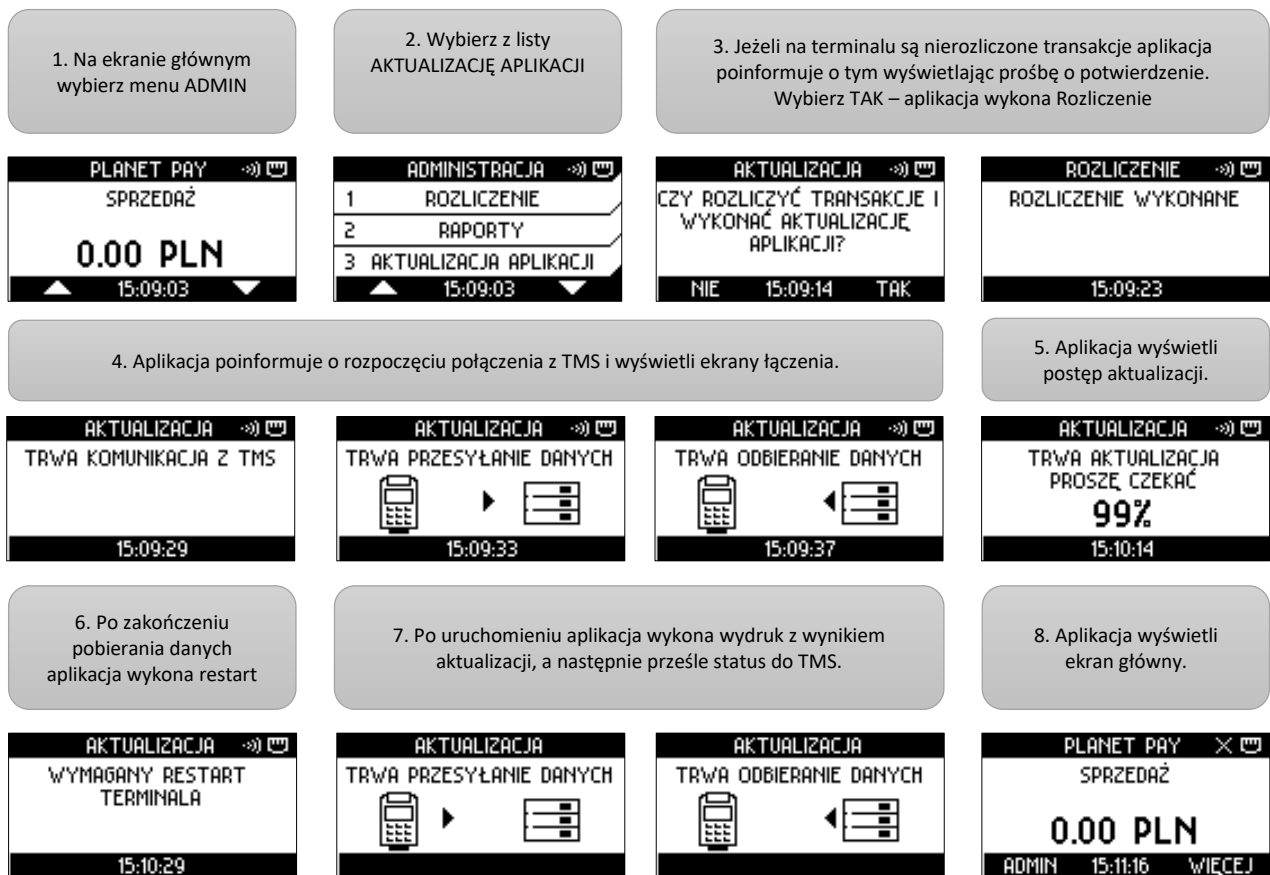 1. Na ekranie głównym
wybierz menu ADMIN
2. Wybierz z listy
AKTUALIZACJĘ APLIKACJI
3. Jeżeli na terminalu są nierozliczone transakcje aplikacja
poinformuje o tym wyświetlając prośbę o potwierdzenie.
Wybierz TAK – aplikacja wykona Rozliczenie
PLANET PAY
SPRZEDAŻ
0.00 PLN
15:09:03
ADMINISTRACJA
1 ROZLICZENIE
2 RAPORTY
3 AKTUALIZACJA APLIKACJI
15:09:03
AKTUALIZACJA
CZY ROZLICZYĆ TRANSAKCJE I
WYKONAĆ AKTUALIZACJĘ
APLIKACJI?
NIE 15:09:14 TAK
ROZLICZENIE
ROZLICZENIE WYKONANE
15:09:23
4. Aplikacja poinformuje o rozpoczęciu połączenia z TMS i wyświetli ekrany łączenia.
5. Aplikacja wyświetli
postęp aktualizacji.
AKTUALIZACJA
TRWA KOMUNIKACJA Z TMS
15:09:29
AKTUALIZACJA
TRWA PRZESYŁANIE DANYCH
15:09:33
AKTUALIZACJA
TRWA ODBIERANIE DANYCH
15:09:37
AKTUALIZACJA
TRWA AKTUALIZACJA
PROSZĘ CZEKAĆ
99%
15:10:14
6. Po zakończeniu
pobierania danych
aplikacja wykona restart
7. Po uruchomieniu aplikacja wykona wydruk z wynikiem
aktualizacji, a następnie prześle status do TMS.
8. Aplikacja wyświetli
ekran główny.
AKTUALIZACJA
WYMAGANY RESTART
TERMINALA
15:10:29
AKTUALIZACJA
TRWA PRZESYŁANIE DANYCH
AKTUALIZACJA
TRWA ODBIERANIE DANYCH
PLANET PAY
SPRZEDAŻ
0.00 PLN
ADMIN 15:11:16 WIĘCEJ